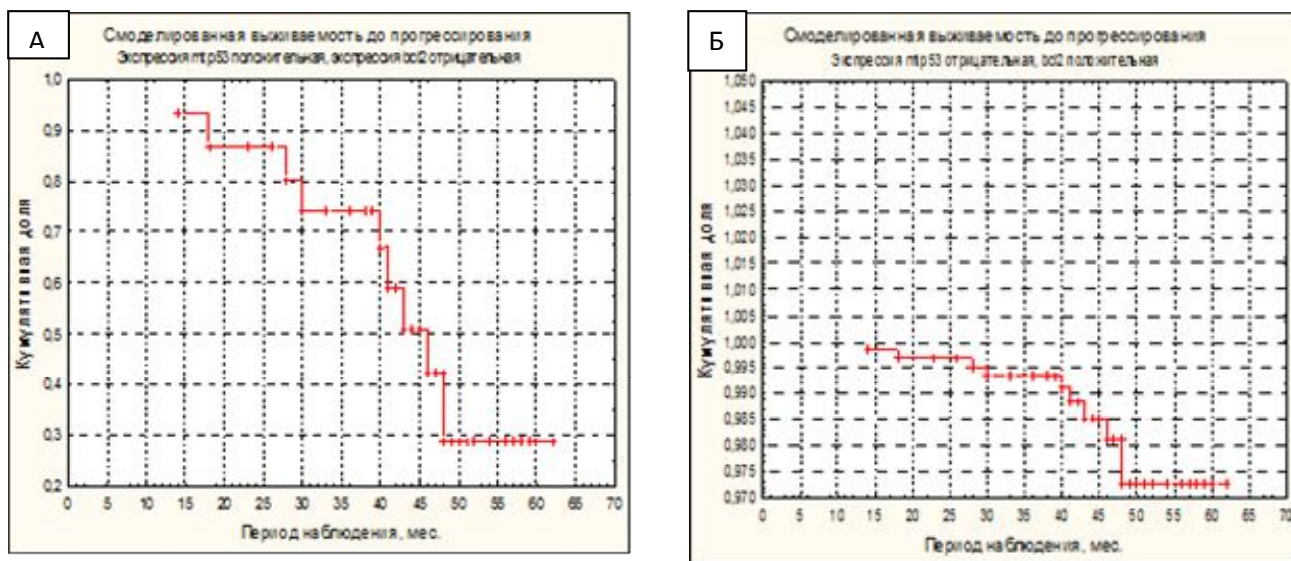 А
Смоделированная выживаемость до прогрессирования
Экспрессия mtp53 положительная, экспрессия bcl2 отрицательная
Кумулятивная доля
1,0
0,9
0,8
0,7
0,6
0,5
0,4
0,3
0,2
0 5 10 15 20 25 30 35 40 45 50 55 60 65 70
Период наблюдения, мес.
Б
Смоделированная выживаемость до прогрессирования
Экспрессия mtp53 отрицательная, bcl2 положительная
Кумулятивная доля
1,050
1,045
1,040
1,035
1,030
1,025
1,020
1,015
1,010
1,005
1,000
0,995
0,990
0,985
0,980
0,975
0,970
0 5 10 15 20 25 30 35 40 45 50 55 60 65 70
Период наблюдения, мес.